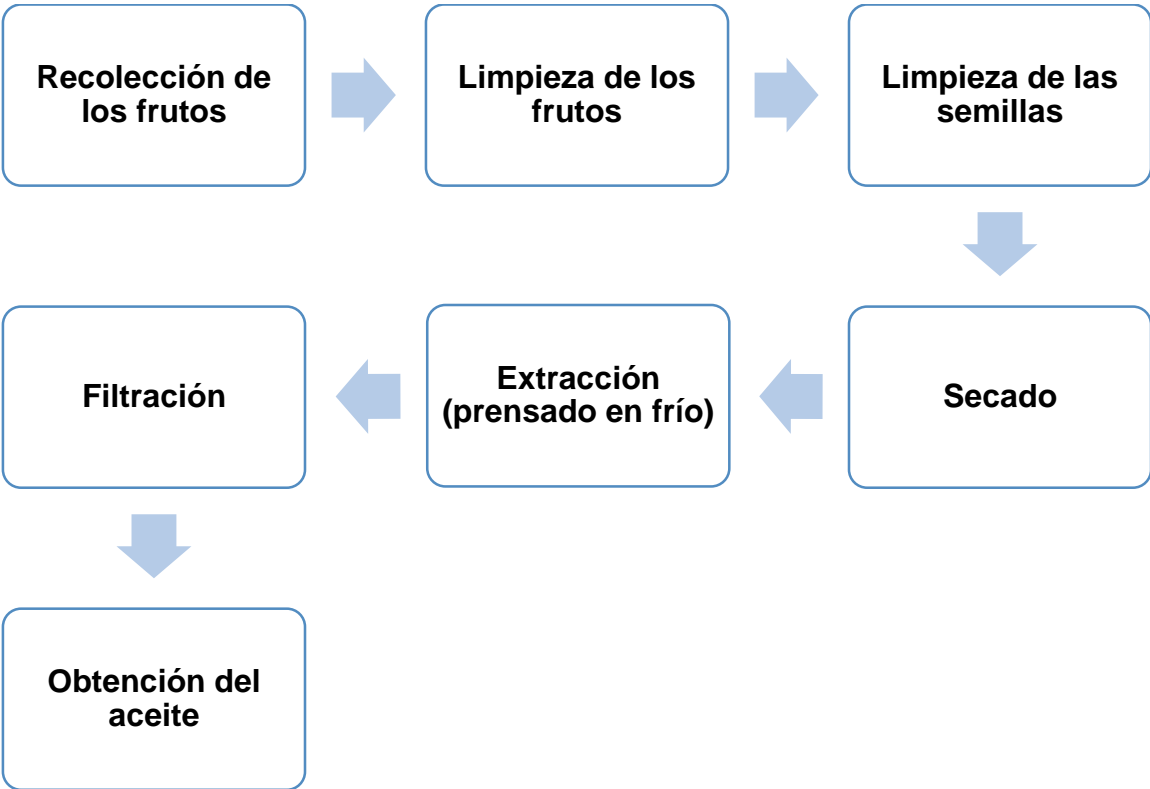 Recolección de
los frutos
Limpieza de los
frutos
Limpieza de las
semillas
Secado
Extracción
(prensado en frío)
Filtración
Obtención del
aceite